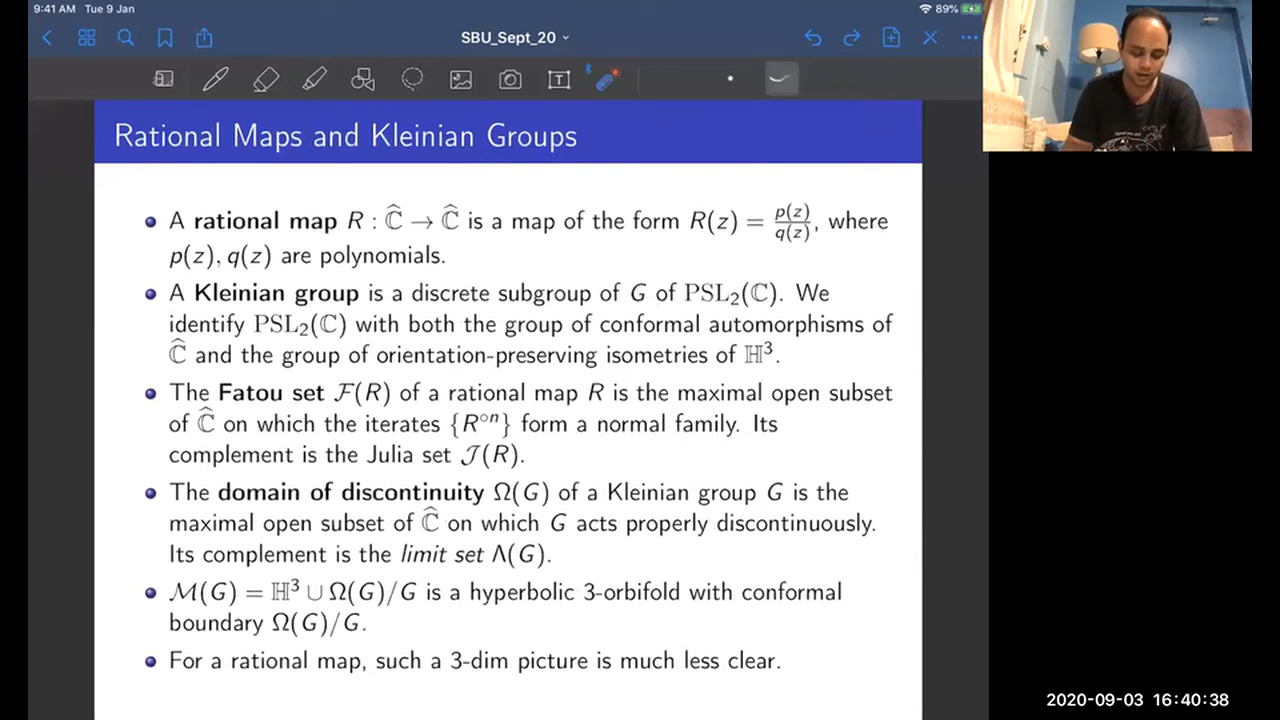 9:41 AM Tue 9 Jan
89%
SBU_Sept_20
Rational Maps and Kleinian Groups
A rational map R : Ĉ → Ĉ is a map of the form R(z) = p(z)/q(z), where
p(z), q(z) are polynomials.
A Kleinian group is a discrete subgroup of G of PSL₂(ℂ). We
identify PSL₂(ℂ) with both the group of conformal automorphisms of
Ĉ and the group of orientation-preserving isometries of ℍ³.
The Fatou set ℱ(R) of a rational map R is the maximal open subset
of Ĉ on which the iterates {R°ⁿ} form a normal family. Its
complement is the Julia set 𝒥(R).
The domain of discontinuity Ω(G) of a Kleinian group G is the
maximal open subset of Ĉ on which G acts properly discontinuously.
Its complement is the limit set Λ(G).
ℳ(G) = ℍ³ ∪ Ω(G)/G is a hyperbolic 3-orbifold with conformal
boundary Ω(G)/G.
For a rational map, such a 3-dim picture is much less clear.
2020-09-03 16:40:38